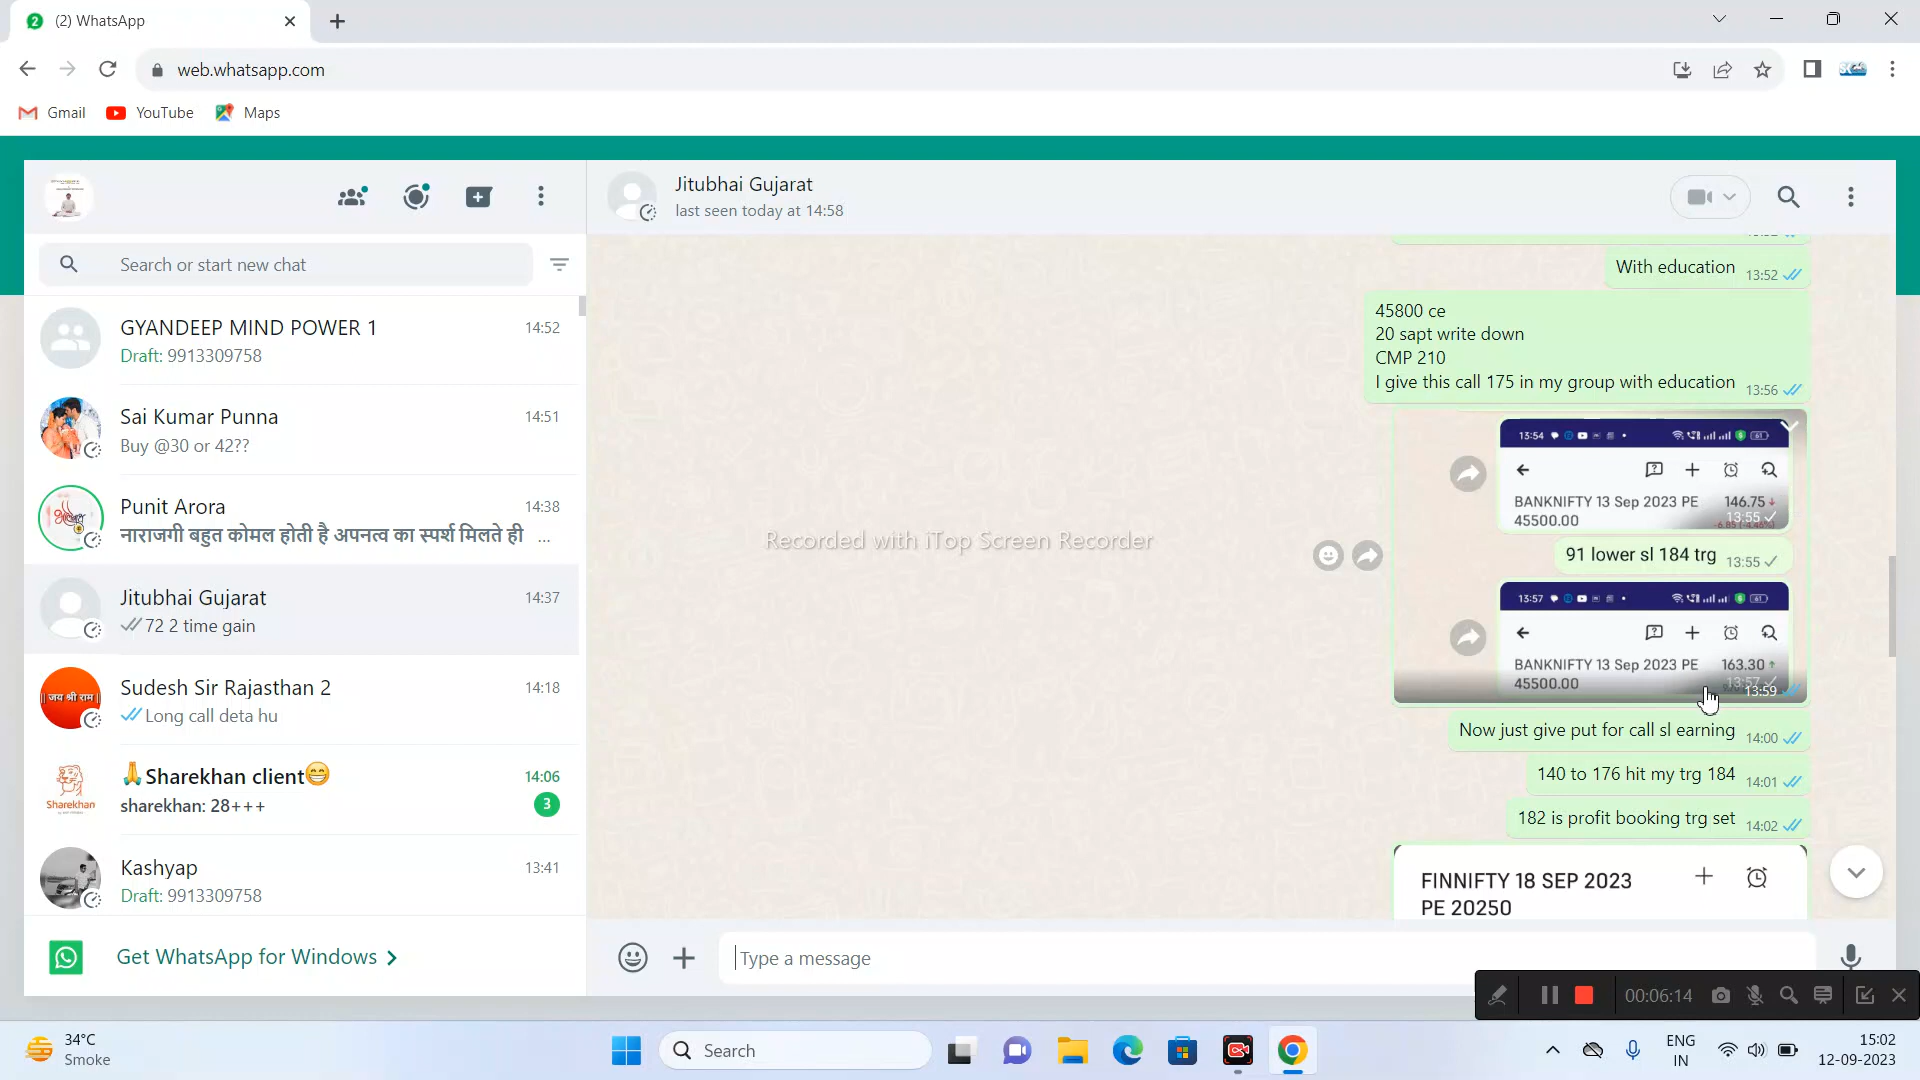 (2) WhatsApp
web.whatsapp.com
Gmail
YouTube
Maps
Jitubhai Gujarat
last seen today at 14:58
Search or start new chat
GYANDEEP MIND POWER 1
14:52
Draft: 9913309758
Sai Kumar Punna
14:51
Buy @30 or 42??
Punit Arora
14:38
नाराजगी बहुत कोमल होती है अपनत्व का स्पर्श मिलते ही ...
Jitubhai Gujarat
14:37
72 2 time gain
जय श्री राम
Sudesh Sir Rajasthan 2
14:18
Long call deta hu
🙏Sharekhan client😁
14:06
Sharekhan
sharekhan: 28+++
3
Kashyap
13:41
Draft: 9913309758
Get WhatsApp for Windows
With education 13:52
45800 ce
20 sapt write down
CMP 210
I give this call 175 in my group with education 13:56
13:54
61
BANKNIFTY 13 Sep 2023 PE 146.75
45500.00
13:55
91 lower sl 184 trg 13:55
13:57
61
BANKNIFTY 13 Sep 2023 PE 163.30
45500.00
13:57
13:59
Recorded with iTop Screen Recorder
Now just give put for call sl earning 14:00
140 to 176 hit my trg 184 14:01
182 is profit booking trg set 14:02
FINNIFTY 18 SEP 2023
PE 20250
Type a message
00:06:14
34°C
Smoke
Search
ENG
IN
15:02
12-09-2023